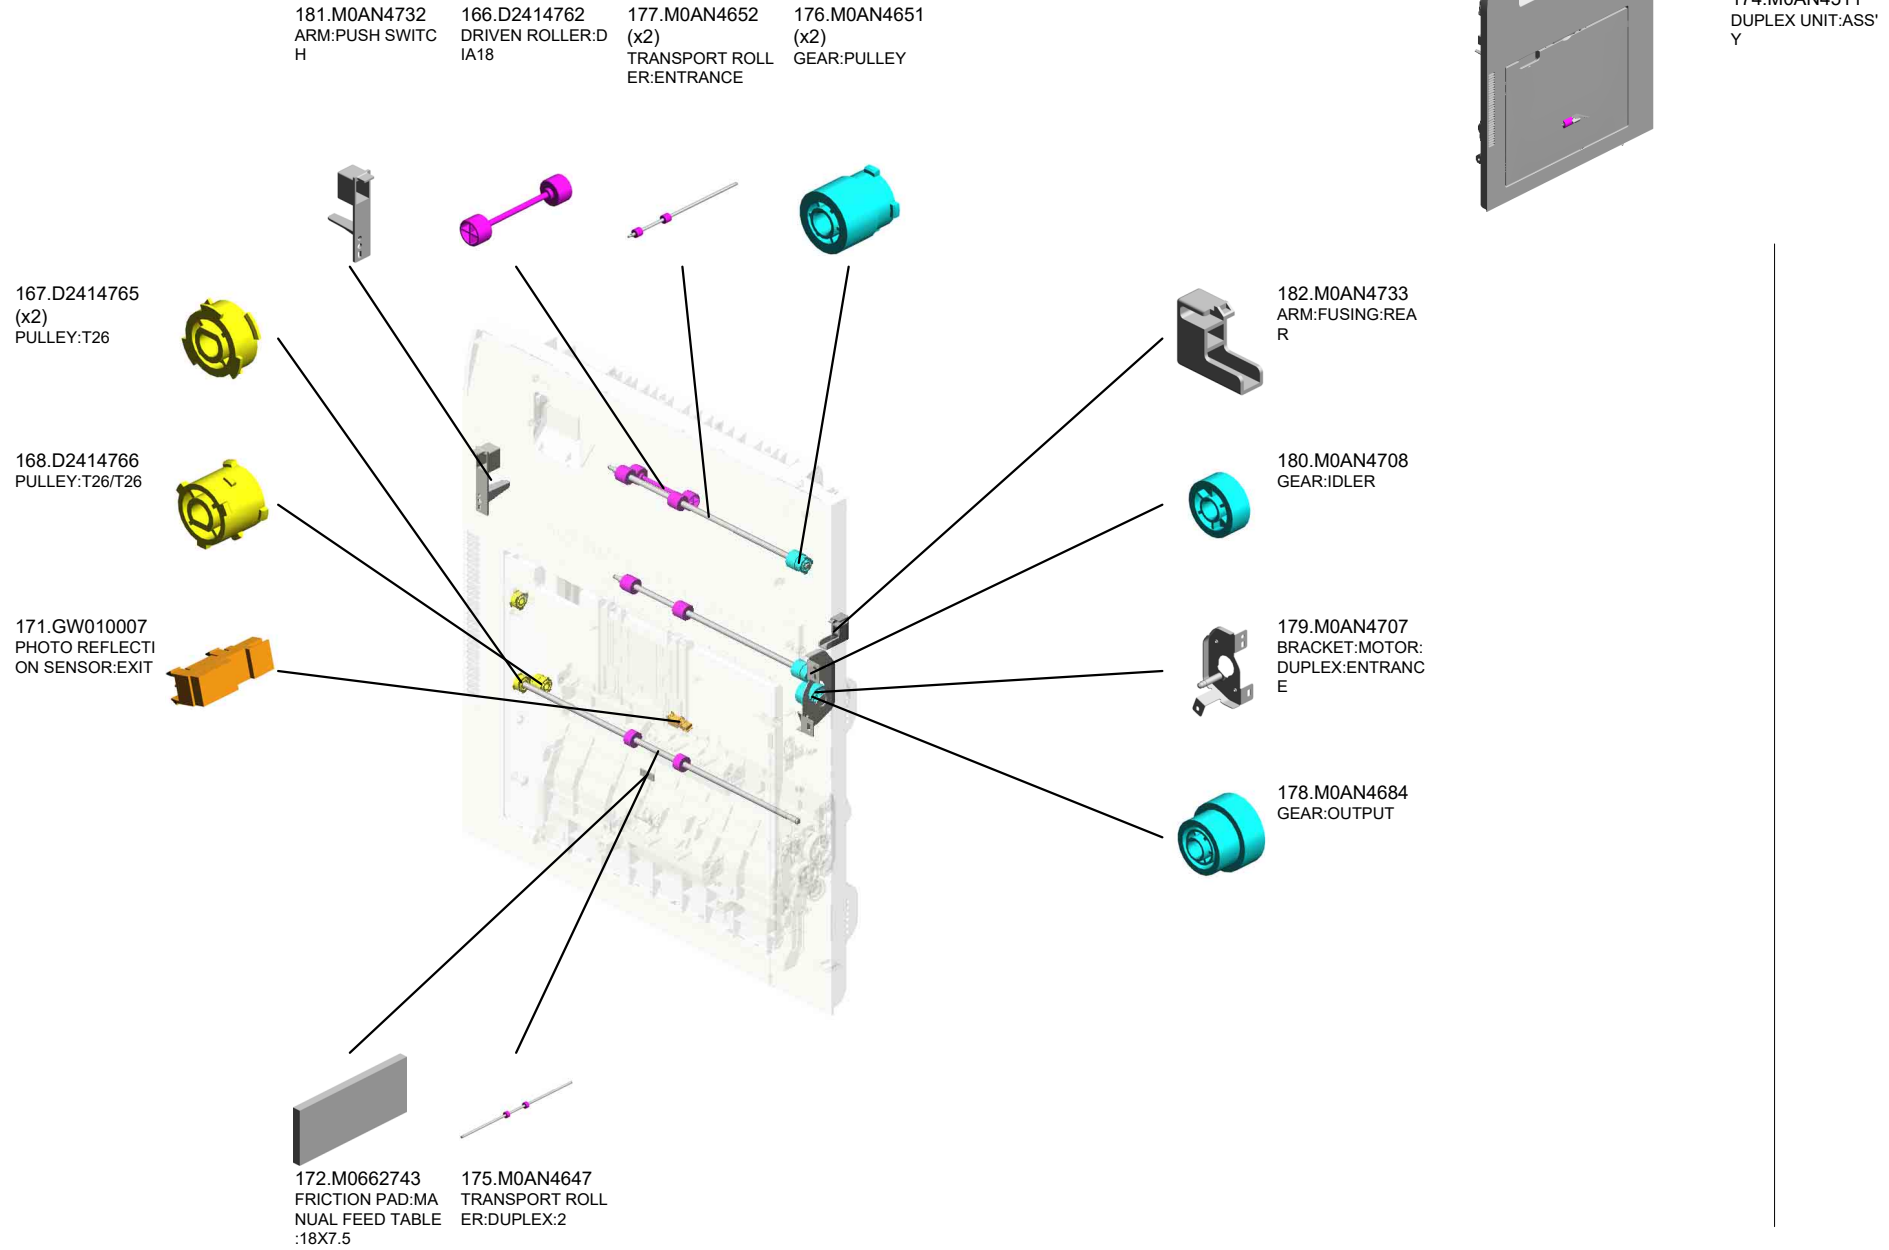 181.M0AN4732
ARM:PUSH SWITC
H
166.D2414762
DRIVEN ROLLER:D
IA18
177.M0AN4652
(x2)
TRANSPORT ROLL
ER:ENTRANCE
176.M0AN4651
(x2)
GEAR:PULLEY
DUPLEX UNIT:ASS'
Y
167.D2414765
(x2)
PULLEY:T26
182.M0AN4733
ARM:FUSING:REA
R
168.D2414766
PULLEY:T26/T26
180.M0AN4708
GEAR:IDLER
171.GW010007
PHOTO REFLECTI
ON SENSOR:EXIT
179.M0AN4707
BRACKET:MOTOR:
DUPLEX:ENTRANC
E
178.M0AN4684
GEAR:OUTPUT
172.M0662743
FRICTION PAD:MA
NUAL FEED TABLE
:18X7.5
175.M0AN4647
TRANSPORT ROLL
ER:DUPLEX:2